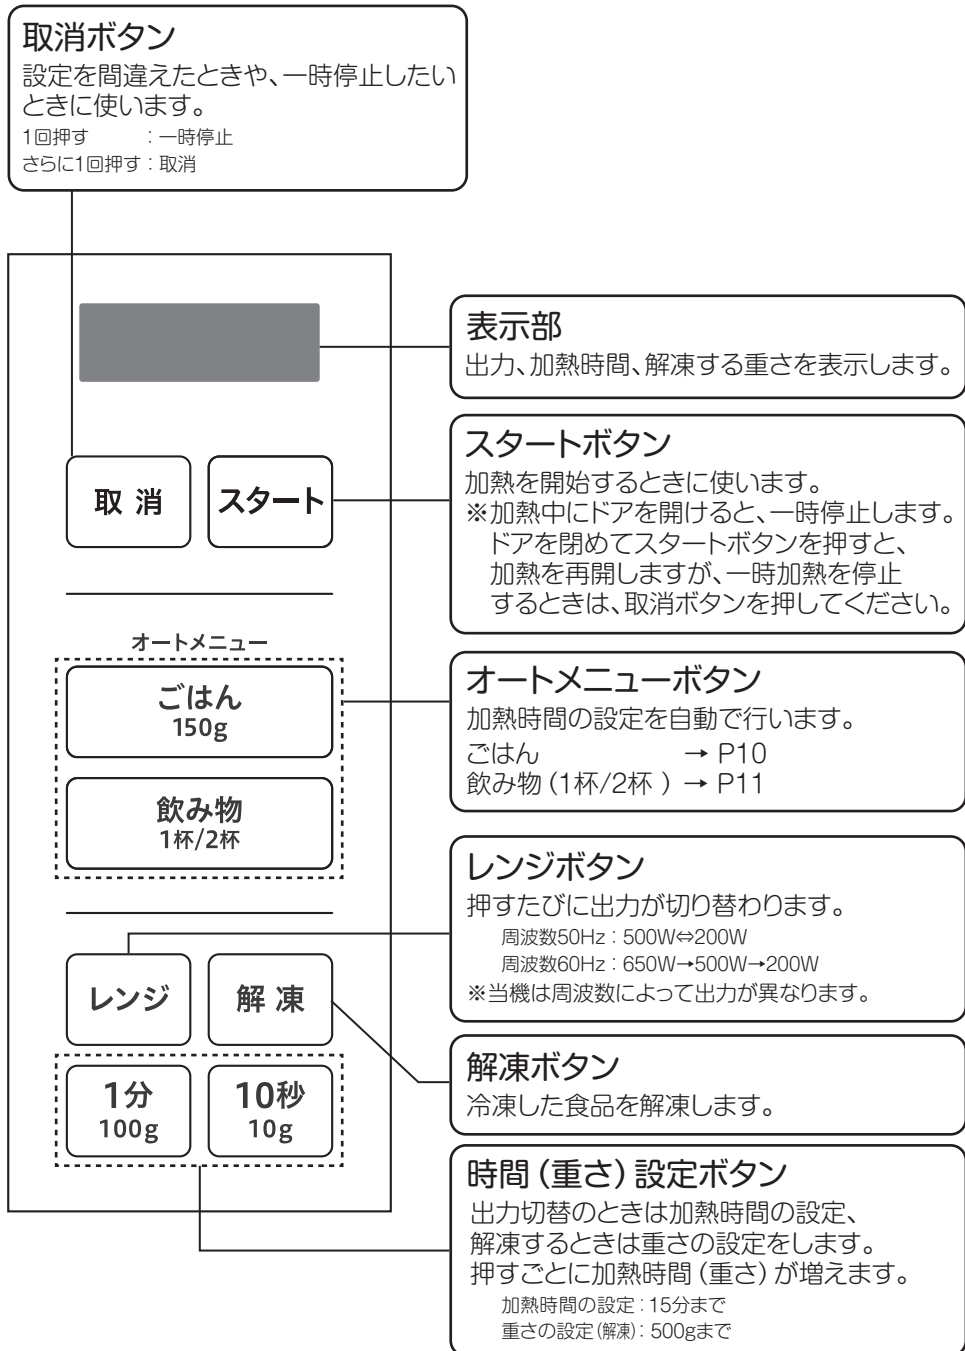 取消ボタン
設定を間違えたときや、一時停止したい
ときに使います。
1回押す　　　：一時停止
さらに1回押す：取消
表示部
出力、加熱時間、解凍する重さを表示します。
取 消
スタート
スタートボタン
加熱を開始するときに使います。
※加熱中にドアを開けると、一時停止します。
ドアを閉めてスタートボタンを押すと、
加熱を再開しますが、一時加熱を停止
するときは、取消ボタンを押してください。
オートメニュー
ごはん
150g
飲み物
1杯/2杯
オートメニューボタン
加熱時間の設定を自動で行います。
ごはん　　　　　→ P10
飲み物 (1杯/2杯 ) → P11
レンジ
解 凍
レンジボタン
押すたびに出力が切り替わります。
周波数50Hz：500W⇔200W
周波数60Hz：650W→500W→200W
※当機は周波数によって出力が異なります。
解凍ボタン
冷凍した食品を解凍します。
1分
100g
10秒
10g
時間 (重さ) 設定ボタン
出力切替のときは加熱時間の設定、
解凍するときは重さの設定をします。
押すごとに加熱時間 (重さ) が増えます。
加熱時間の設定：15分まで
重さの設定 (解凍)：500gまで